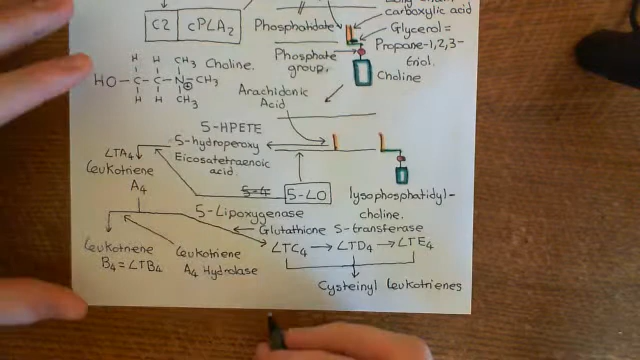 carboxylic acid
C2 cPLA2
Phosphatidate
Glycerol =
Propane-1,2,3-
triol.
Phosphate
group.
Choline
H H CH3 Choline.
HO-C-C-N-CH3
⊕
H H CH3
Arachidonic
Acid
5-HPETE
5-hydroperoxy
Eicosatetraenoic
acid.
LTA4
Leukotriene
A4
5-LO
5-Lipoxygenase
lysophosphatidyl-
choline.
Glutathione S-transferase
LTC4 → LTD4 → LTE4
Leukotriene
B4 = LTB4
Leukotriene
A4 Hydrolase
Cysteinyl Leukotrienes